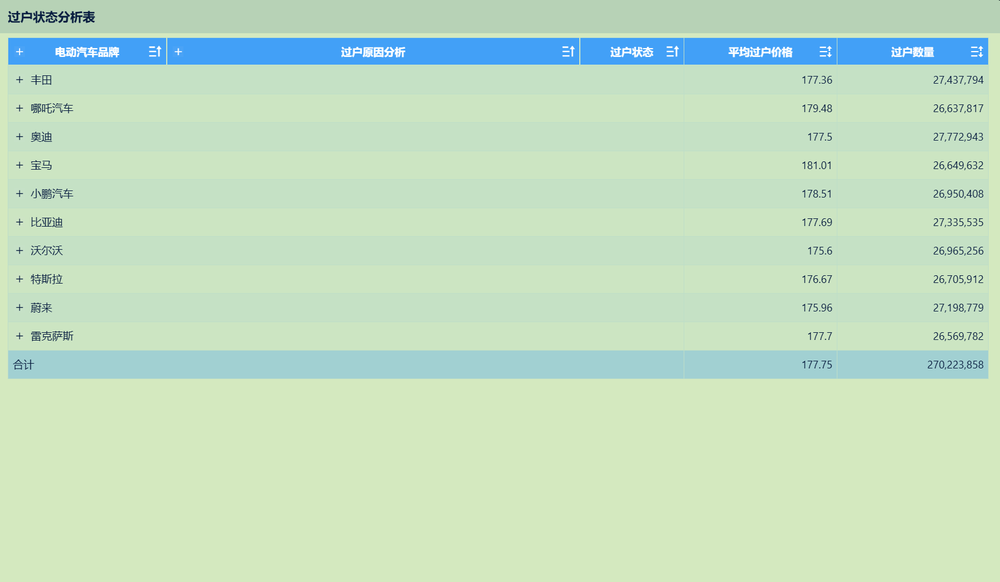 过户状态分析表
+ 电动汽车品牌 + 过户原因分析 过户状态 平均过户价格 过户数量
+ 丰田 177.36 27,437,794
+ 哪吒汽车 179.48 26,637,817
+ 奥迪 177.5 27,772,943
+ 宝马 181.01 26,649,632
+ 小鹏汽车 178.51 26,950,408
+ 比亚迪 177.69 27,335,535
+ 沃尔沃 175.6 26,965,256
+ 特斯拉 176.67 26,705,912
+ 蔚来 175.96 27,198,779
+ 雷克萨斯 177.7 26,569,782
合计 177.75 270,223,858